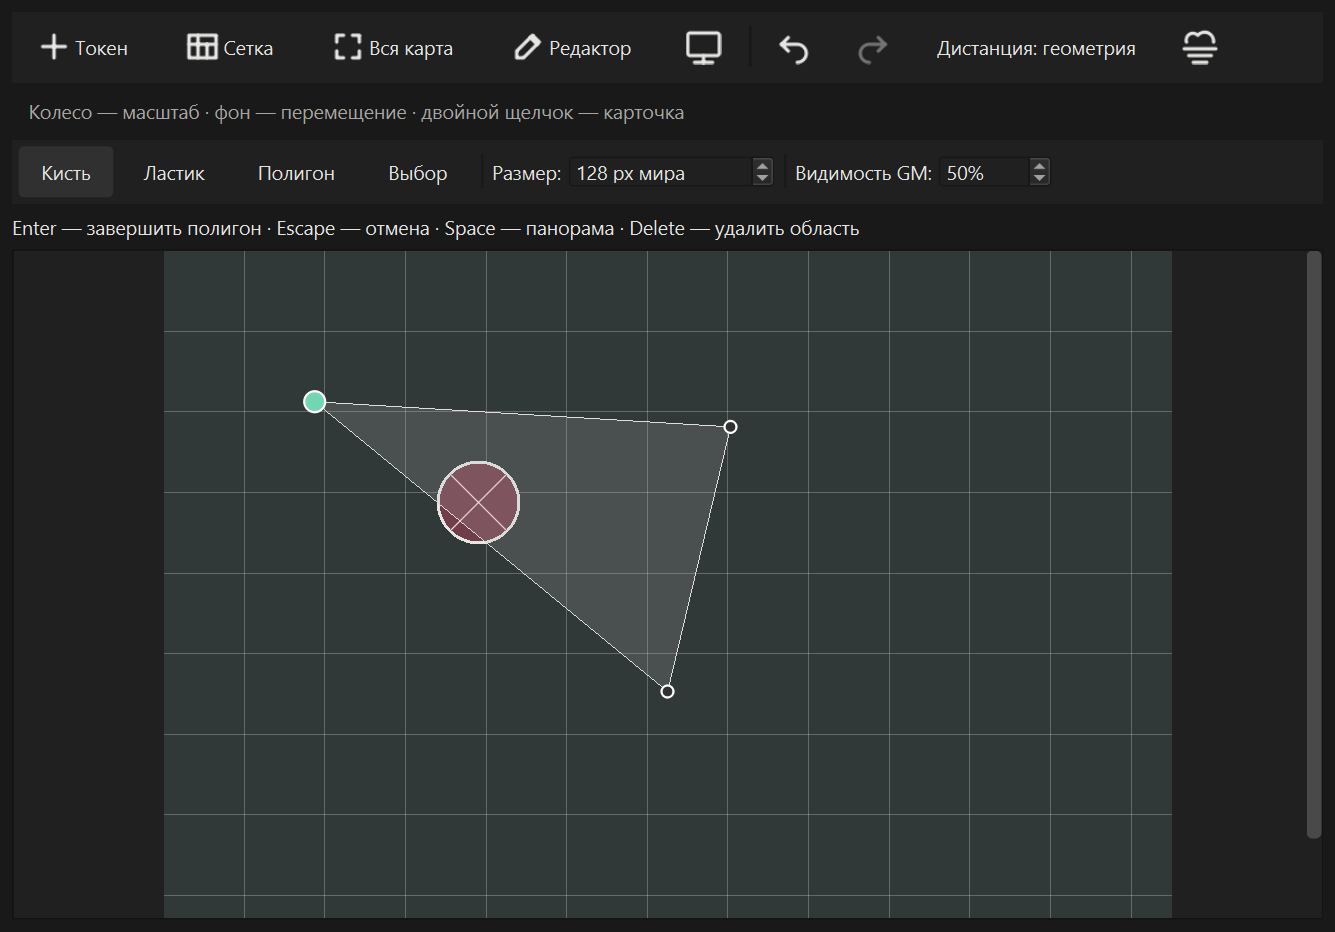 Токен Сетка Вся карта Редактор Дистанция: геометрия
Колесо — масштаб · фон — перемещение · двойной щелчок — карточка
Кисть Ластик Полигон Выбор Размер: 128 px мира Видимость GM: 50%
Enter — завершить полигон · Escape — отмена · Space — панорама · Delete — удалить область